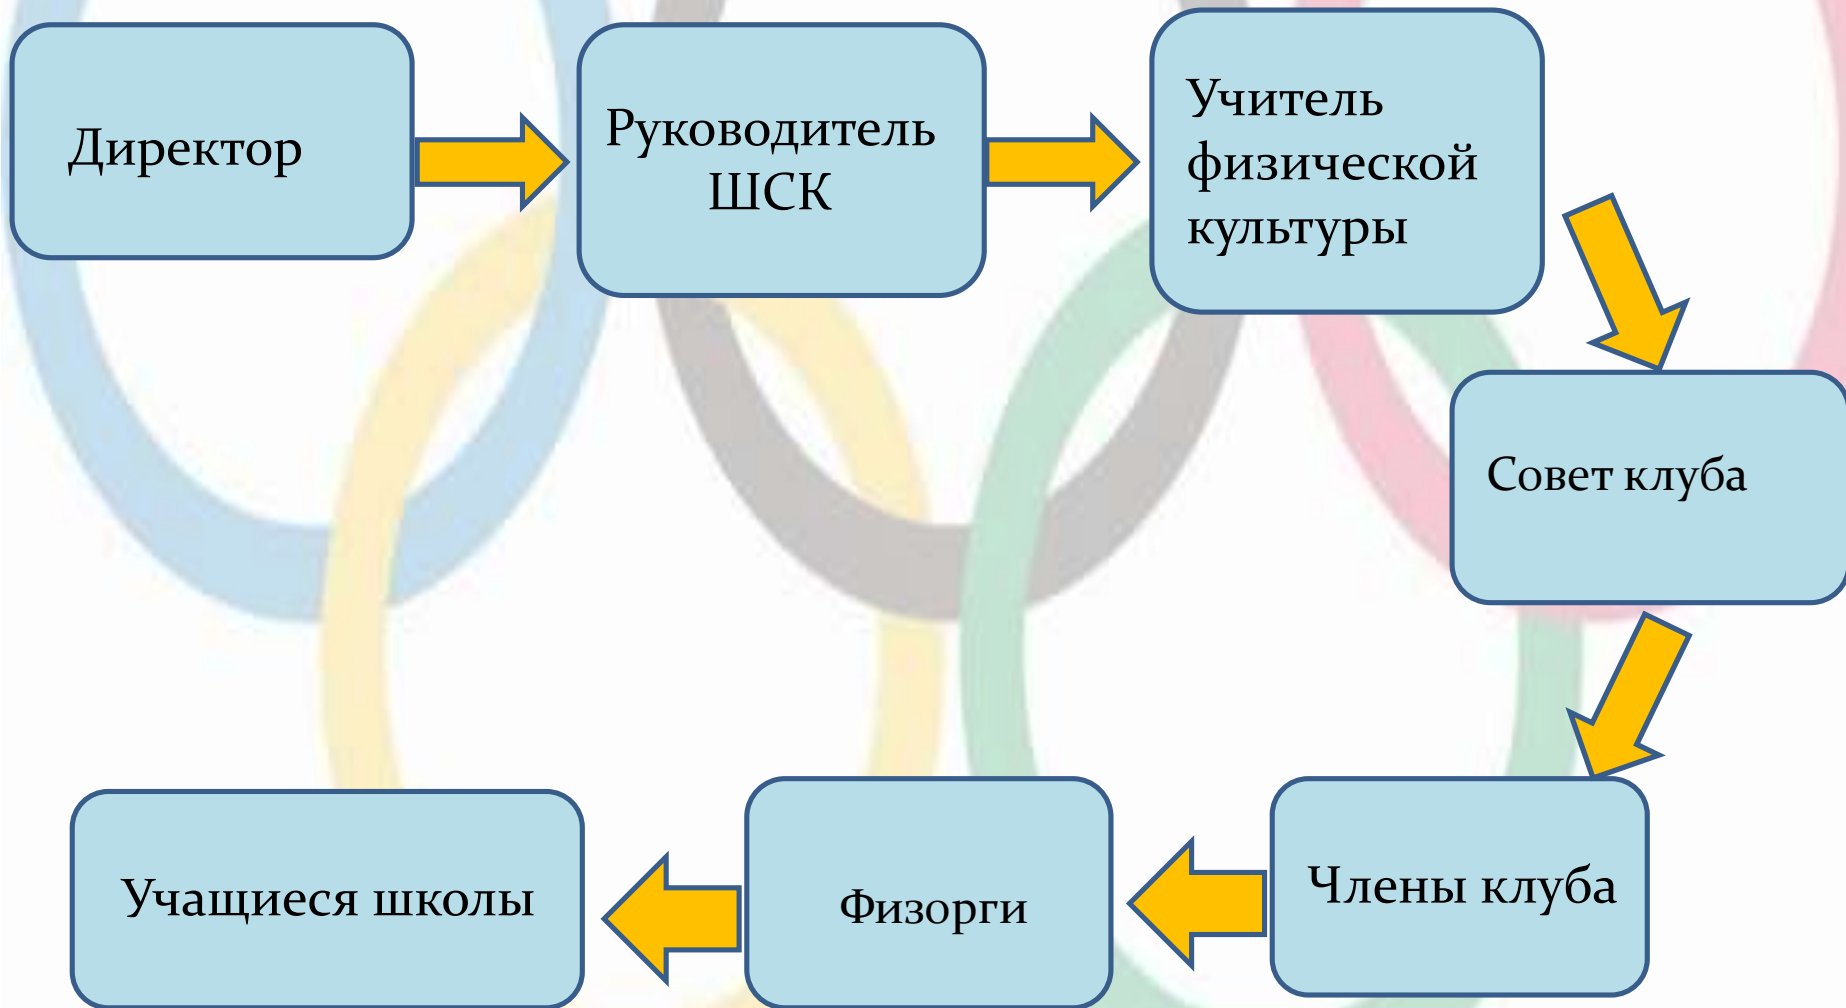 Директор
Руководитель
ШСК
Учитель
физической
культуры
Совет клуба
Члены клуба
Физорги
Учащиеся школы